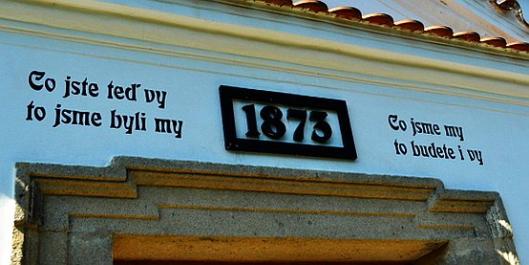 Co jste teď vy
to jsme byli my
1873
Co jsme my
to budete i vy